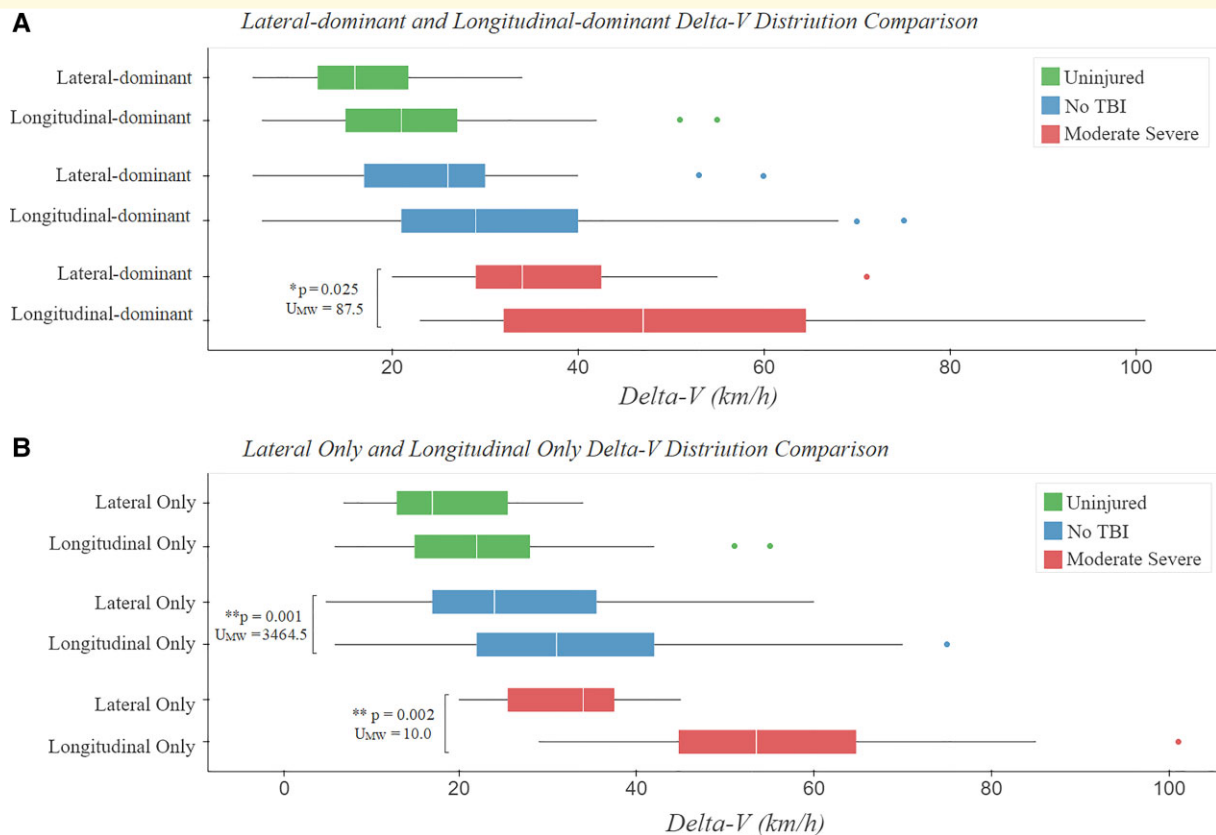 A
Lateral-dominant and Longitudinal-dominant Delta-V Distriution Comparison
Lateral-dominant
Longitudinal-dominant
Lateral-dominant
Longitudinal-dominant
Lateral-dominant
Longitudinal-dominant
*p = 0.025
UMW = 87.5
Uninjured
No TBI
Moderate Severe
20 40 60 80 100
Delta-V (km/h)
B
Lateral Only and Longitudinal Only Delta-V Distriution Comparison
Lateral Only
Longitudinal Only
Lateral Only
Longitudinal Only
Lateral Only
Longitudinal Only
**p = 0.001
UMW = 3464.5
** p = 0.002
UMW = 10.0
Uninjured
No TBI
Moderate Severe
0 20 40 60 80 100
Delta-V (km/h)